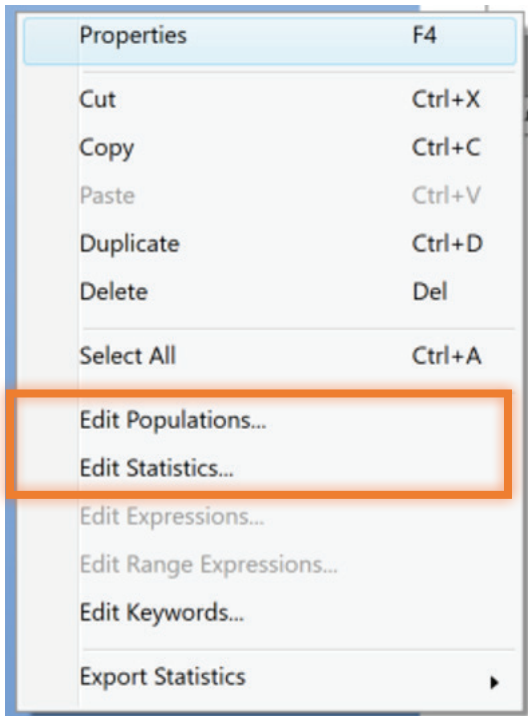 Properties F4
Cut Ctrl+X
Copy Ctrl+C
Paste Ctrl+V
Duplicate Ctrl+D
Delete Del
Select All Ctrl+A
Edit Populations...
Edit Statistics...
Edit Expressions...
Edit Range Expressions...
Edit Keywords...
Export Statistics